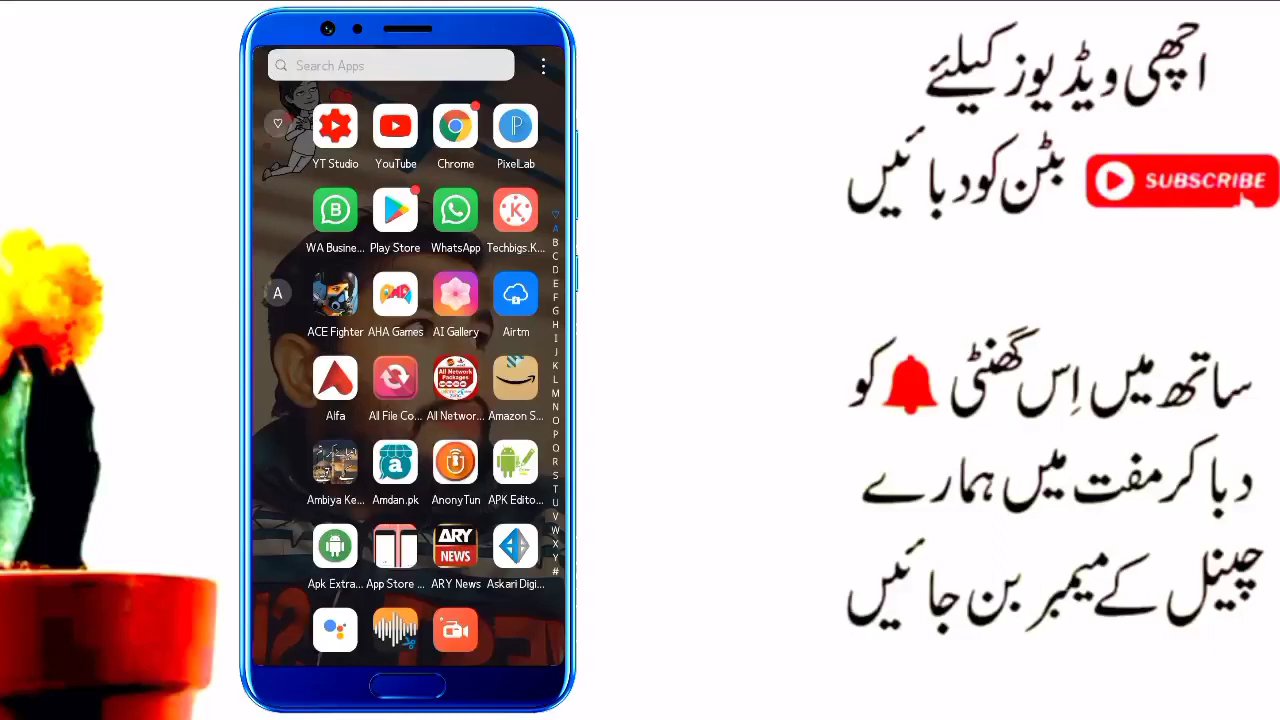 Search Apps
YT Studio YouTube Chrome PixelLab
WA Busine... Play Store WhatsApp Techbigs.K...
A
ACE Fighter AHA Games AI Gallery Airtm
Alfa All File Co... All Networ... Amazon S...
Ambiya Ke... Amdan.pk AnonyTun APK Edito...
ARY NEWS
Apk Extra... App Store ... ARY News Askari Digi...
A
B
C
D
E
F
G
H
I
J
K
L
M
N
O
P
Q
R
S
T
U
V
W
X
Y
#
اچھی ویڈیوز کیلئے
SUBSCRIBE بٹن کو دبائیں
ساتھ میں اِس گھنٹی کو
دبا کر مفت میں ہمارے
چینل کے میمبر بن جائیں